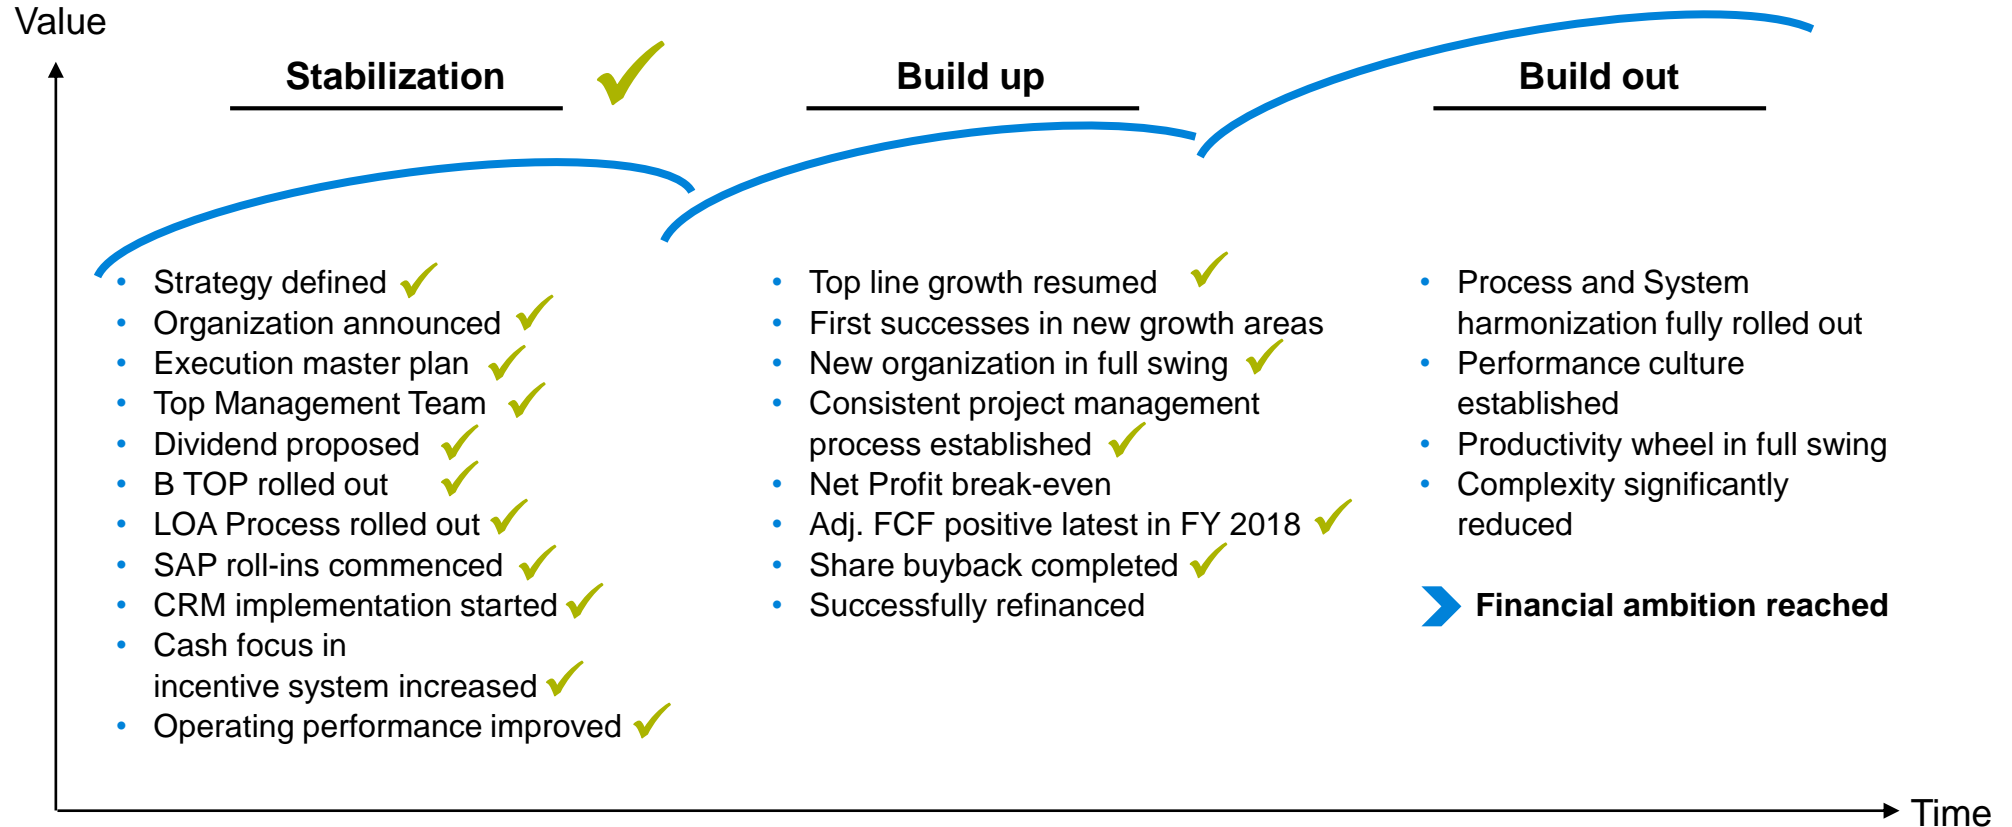 Value
Stabilization
Build up
Build out
Strategy defined
Organization announced
Execution master plan
Top Management Team
Dividend proposed
B TOP rolled out
LOA Process rolled out
SAP roll-ins commenced
CRM implementation started
Cash focus in
incentive system increased
Operating performance improved
Top line growth resumed
First successes in new growth areas
New organization in full swing
Consistent project management
process established
Net Profit break-even
Adj. FCF positive latest in FY 2018
Share buyback completed
Successfully refinanced
Process and System
harmonization fully rolled out
Performance culture
established
Productivity wheel in full swing
Complexity significantly
reduced
Financial ambition reached
Time